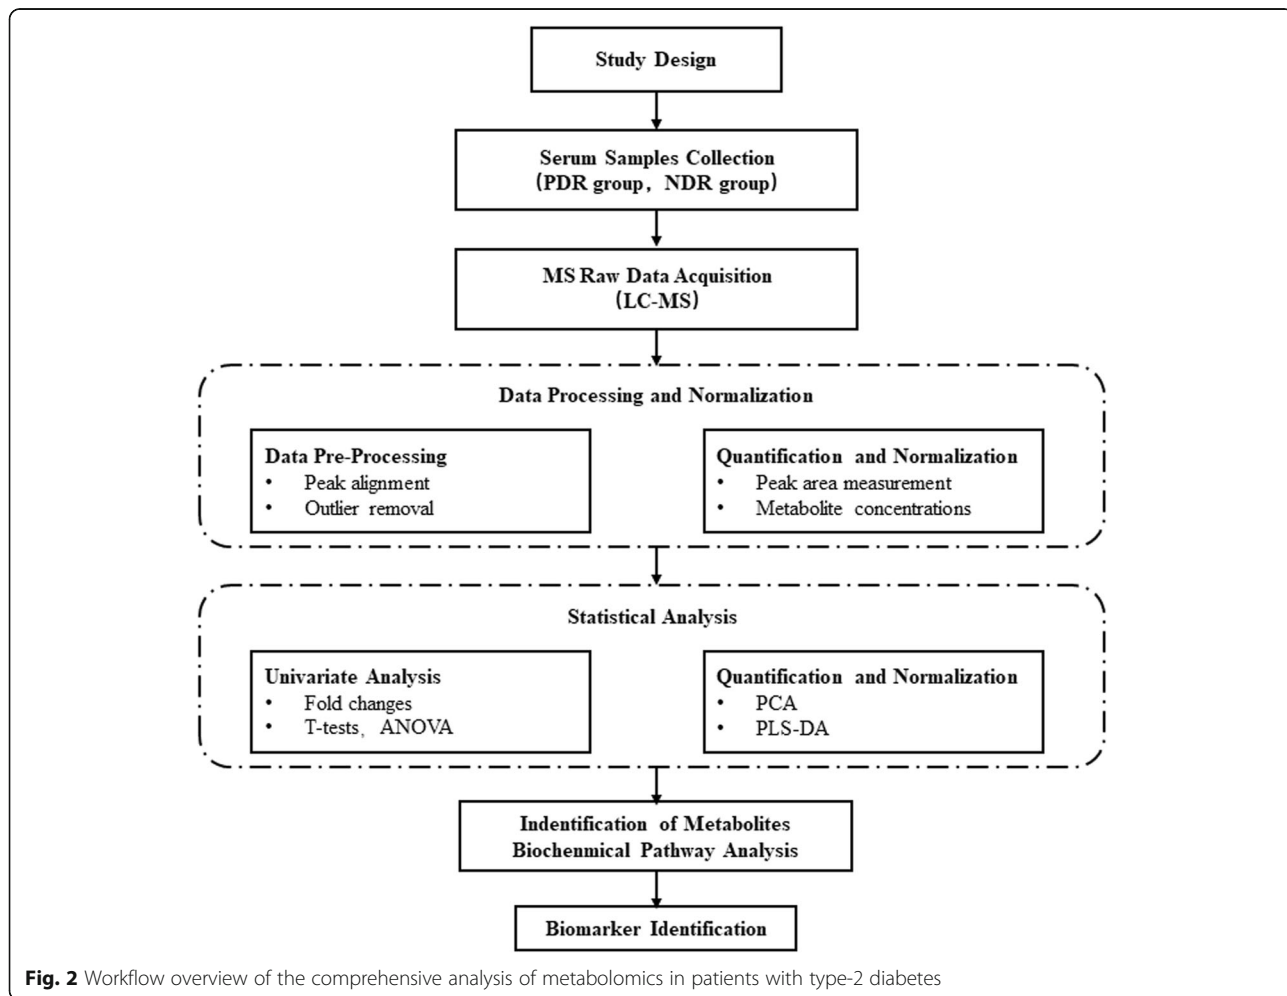 Study Design
Serum Samples Collection
(PDR group, NDR group)
MS Raw Data Acquisition
(LC-MS)
Data Processing and Normalization
Data Pre-Processing
• Peak alignment
• Outlier removal
Quantification and Normalization
• Peak area measurement
• Metabolite concentrations
Statistical Analysis
Univariate Analysis
• Fold changes
• T-tests, ANOVA
Quantification and Normalization
• PCA
• PLS-DA
Indentification of Metabolites
Biochenmical Pathway Analysis
Biomarker Identification
Fig. 2 Workflow overview of the comprehensive analysis of metabolomics in patients with type-2 diabetes